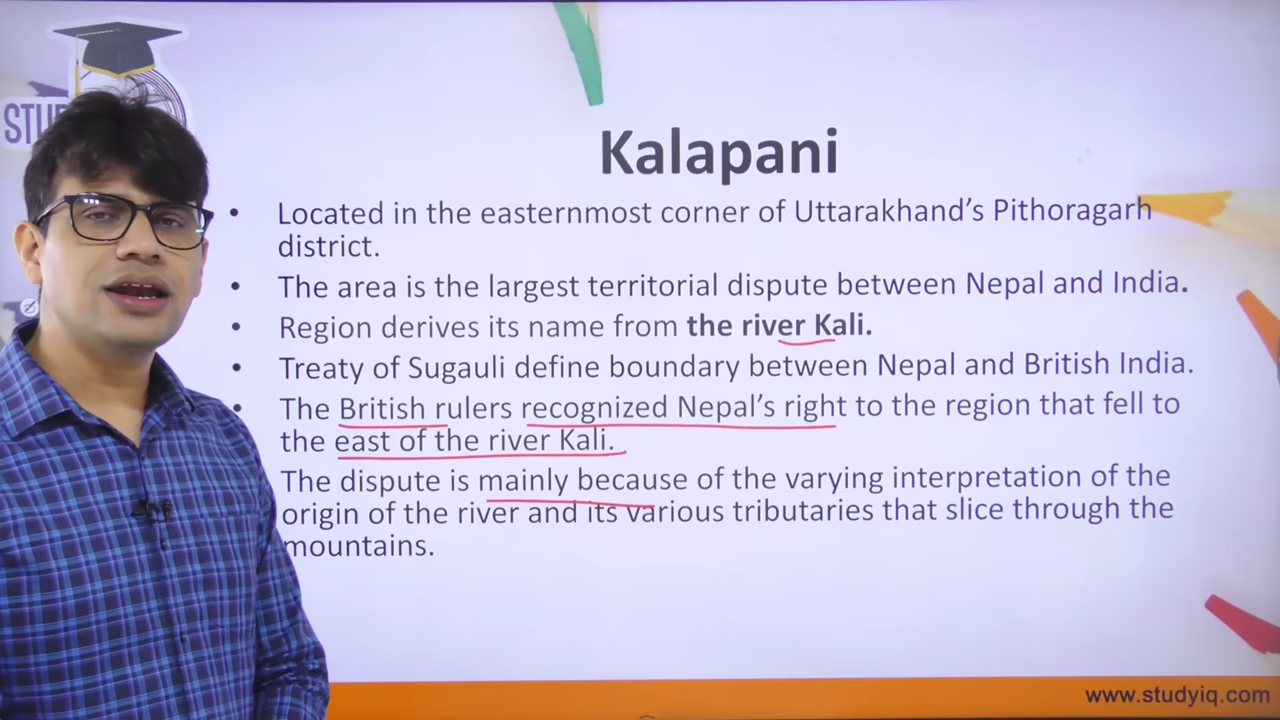 STU
Kalapani
• Located in the easternmost corner of Uttarakhand's Pithoragarh
district.
• The area is the largest territorial dispute between Nepal and India.
• Region derives its name from the river Kali.
• Treaty of Sugauli define boundary between Nepal and British India.
• The British rulers recognized Nepal's right to the region that fell to
the east of the river Kali.
The dispute is mainly because of the varying interpretation of the
origin of the river and its various tributaries that slice through the
mountains.
www.studyiq.com